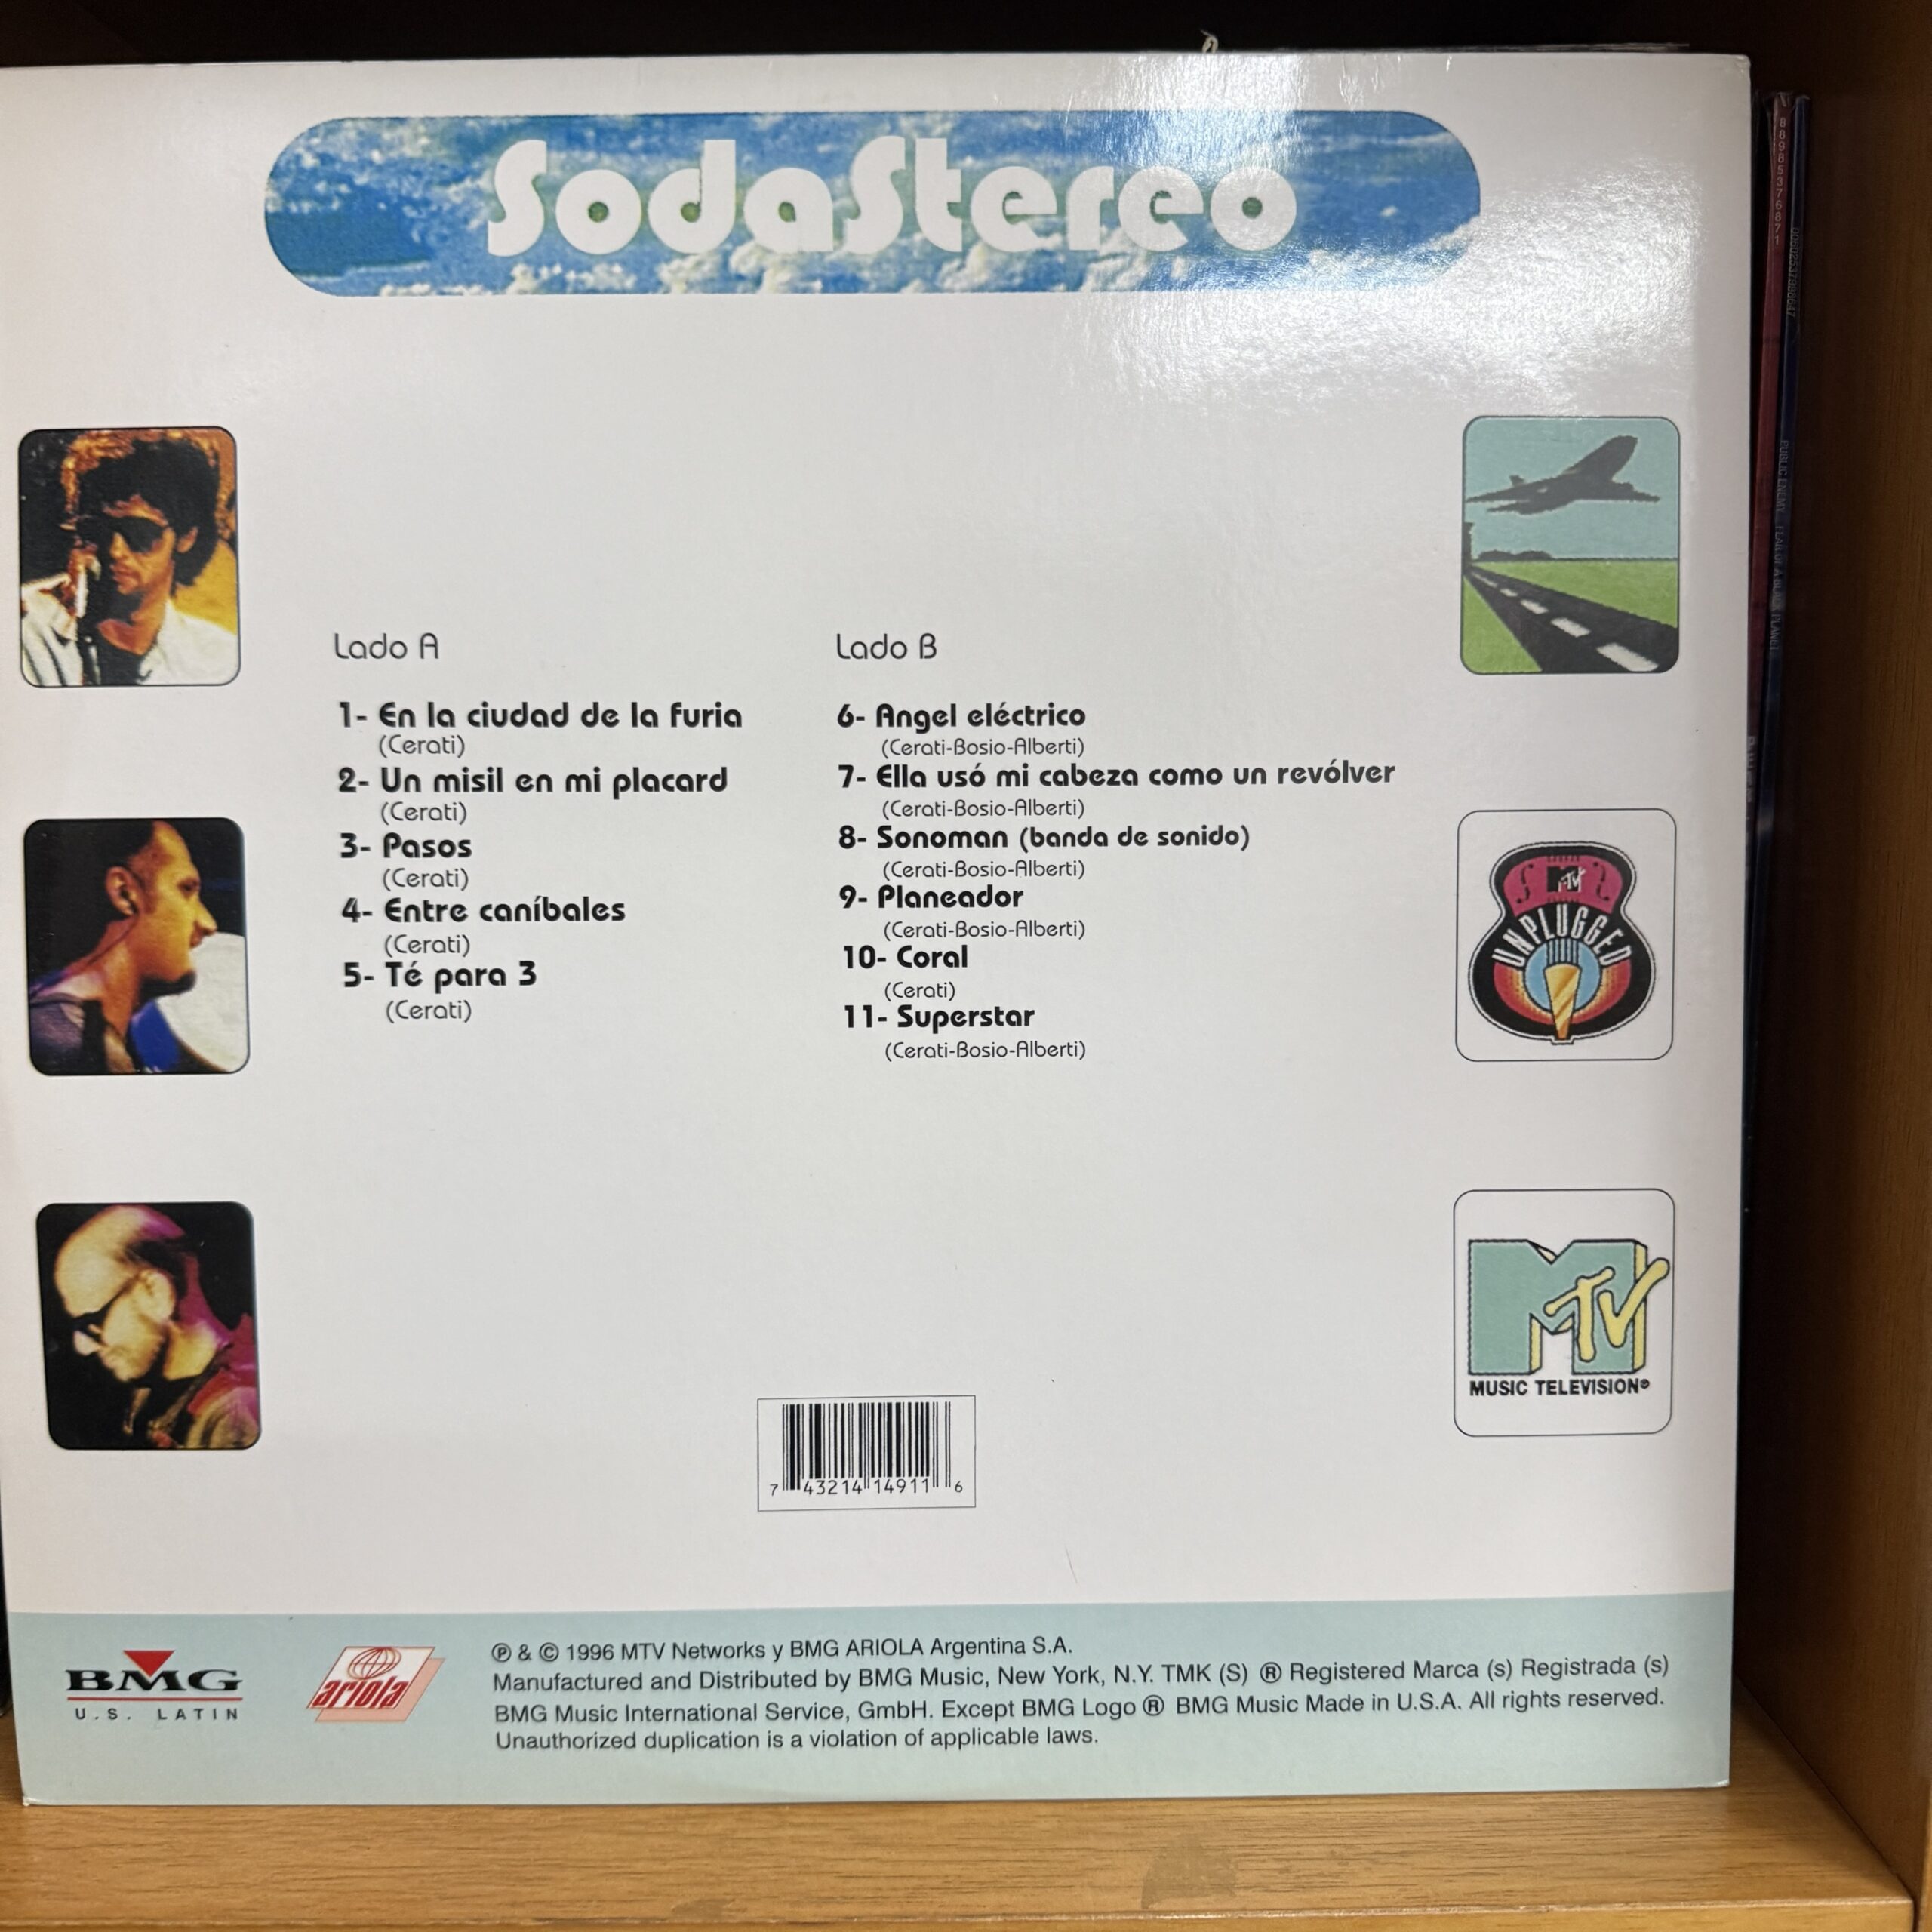 SodaStereo
Lado A
1- En la ciudad de la furia
(Cerati)
2- Un misil en mi placard
(Cerati)
3- Pasos
(Cerati)
4- Entre caníbales
(Cerati)
5- Té para 3
(Cerati)
Lado B
6- Angel eléctrico
(Cerati-Bosio-Alberti)
7- Ella usó mi cabeza como un revólver
(Cerati-Bosio-Alberti)
8- Sonoman (banda de sonido)
(Cerati-Bosio-Alberti)
9- Planeador
(Cerati-Bosio-Alberti)
10- Coral
(Cerati)
11- Superstar
(Cerati-Bosio-Alberti)
MTV
UNPLUGGED
MTV
MUSIC TELEVISION®
7 43214 14911 6
BMG
U.S. LATIN
ariola
℗ & © 1996 MTV Networks y BMG ARIOLA Argentina S.A.
Manufactured and Distributed by BMG Music, New York, N.Y. TMK (S) ® Registered Marca (s) Registrada (s)
BMG Music International Service, GmbH. Except BMG Logo ® BMG Music Made in U.S.A. All rights reserved.
Unauthorized duplication is a violation of applicable laws.
88985376871
PUBLIC ENEMY